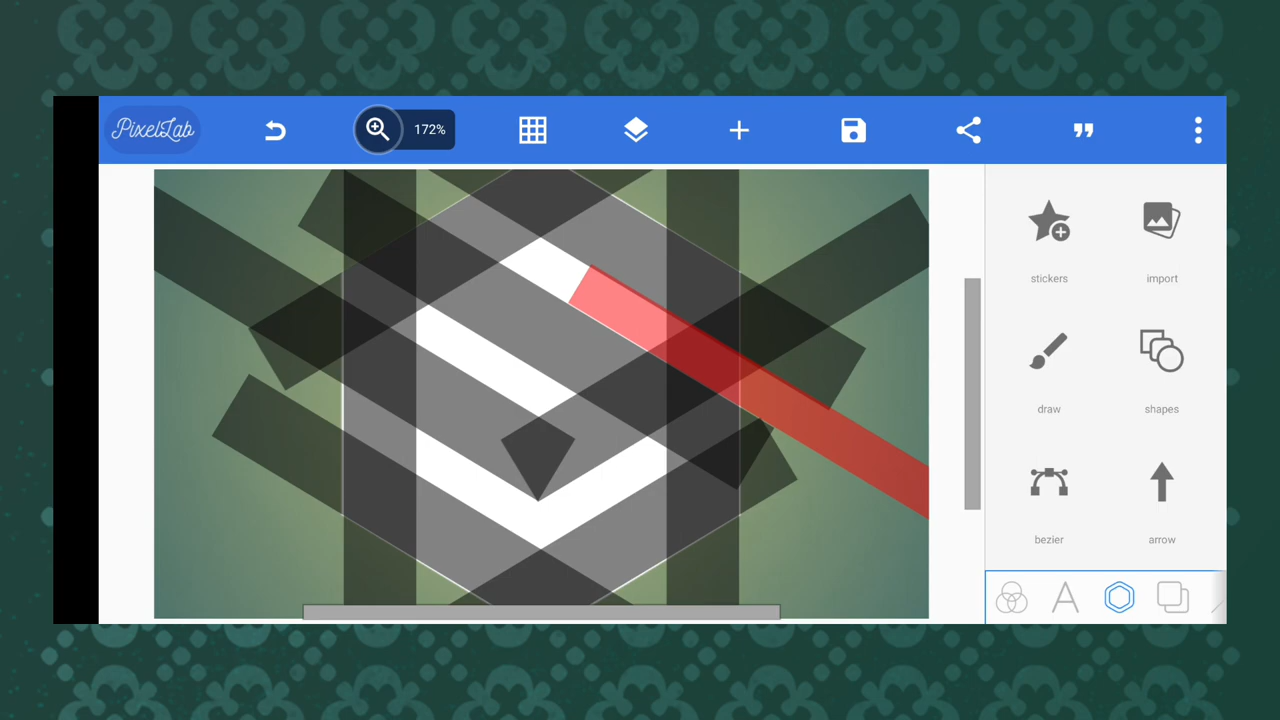 PixelLab
172%
stickers
import
draw
shapes
bezier
arrow